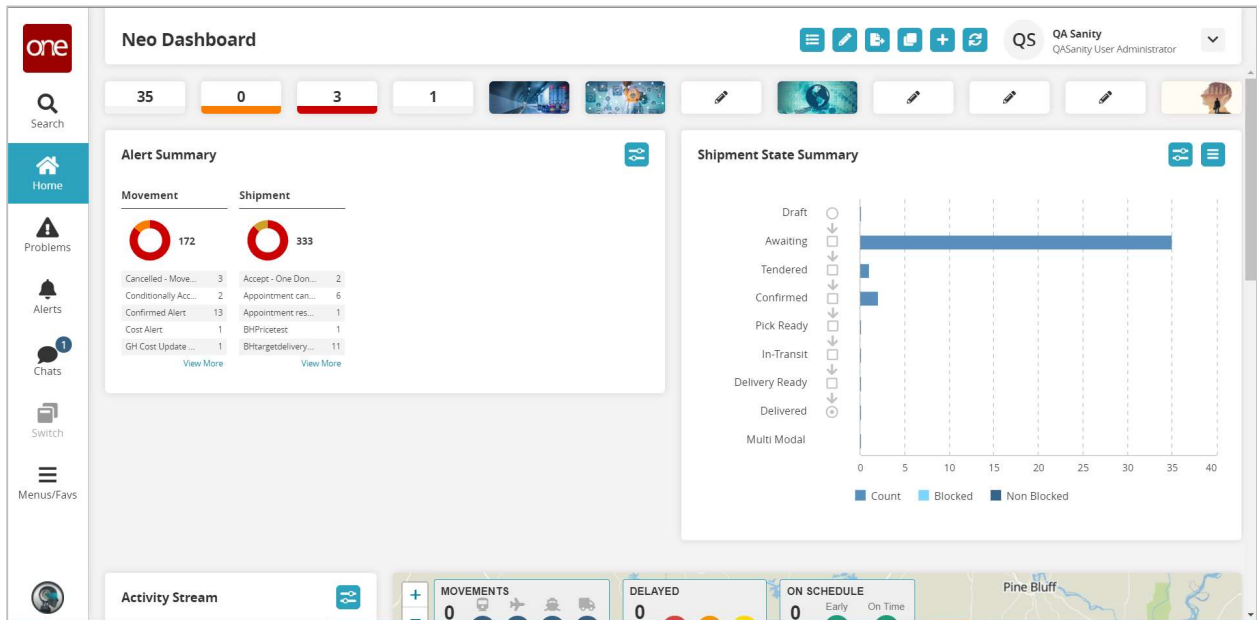 one
Neo Dashboard
QS
QA Sanity
QASanity User Administrator
Search
Home
Problems
Alerts
1
Chats
Switch
Menus/Favs
35
0
3
1
Alert Summary
Movement
172
Cancelled - Move... 3
Conditionally Acc... 2
Confirmed Alert 13
Cost Alert 1
GH Cost Update ... 1
View More
Shipment
333
Accept - One Don... 2
Appointment can... 6
Appointment res... 1
BHPricetest 1
BHtargetdelivery... 11
View More
Shipment State Summary
Draft
Awaiting
Tendered
Confirmed
Pick Ready
In-Transit
Delivery Ready
Delivered
Multi Modal
0 5 10 15 20 25 30 35 40
Count Blocked Non Blocked
Activity Stream
+
MOVEMENTS
0
DELAYED
0
ON SCHEDULE
0 Early On Time
Pine Bluff